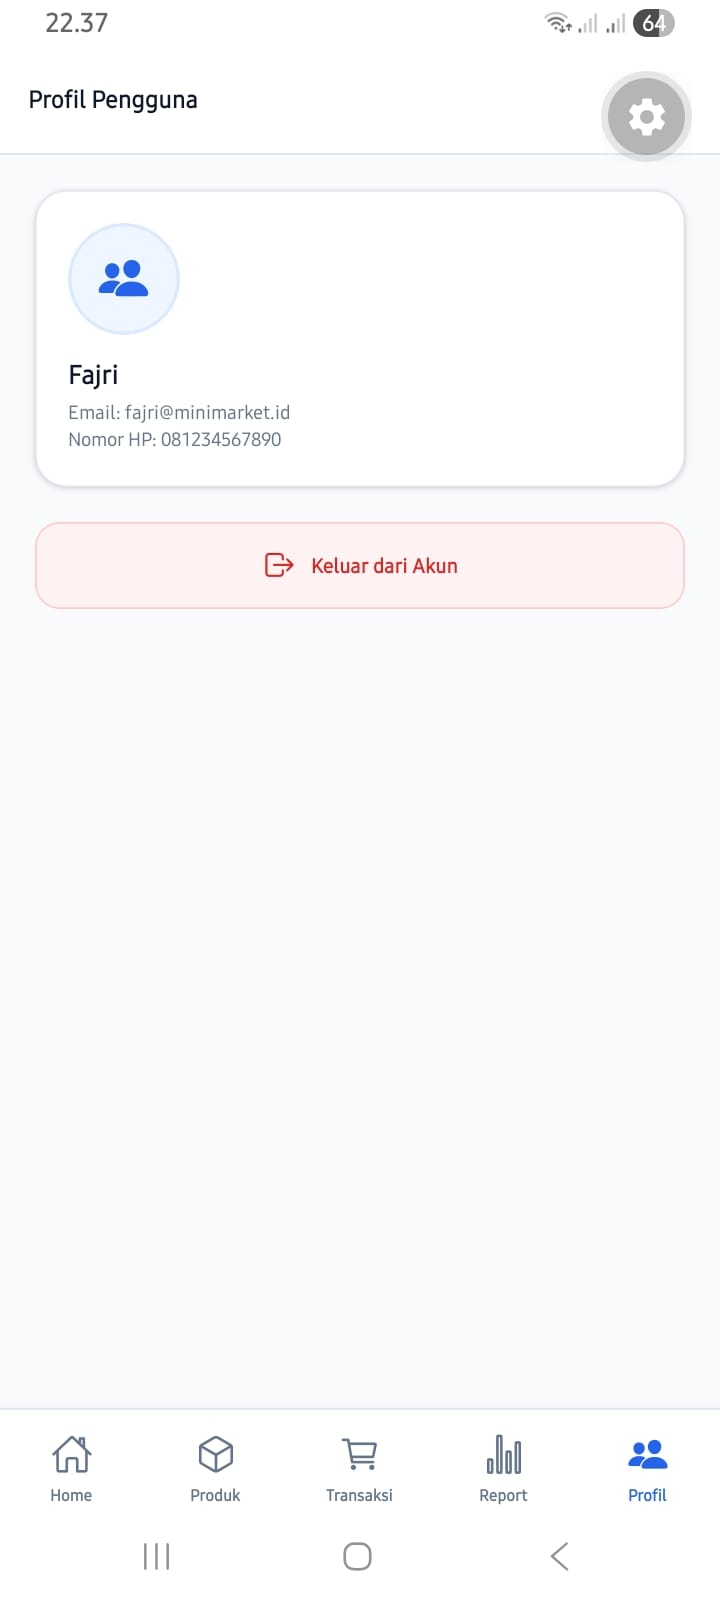 22.37
64
Profil Pengguna
Fajri
Email: fajri@minimarket.id
Nomor HP: 081234567890
Keluar dari Akun
Home
Produk
Transaksi
Report
Profil